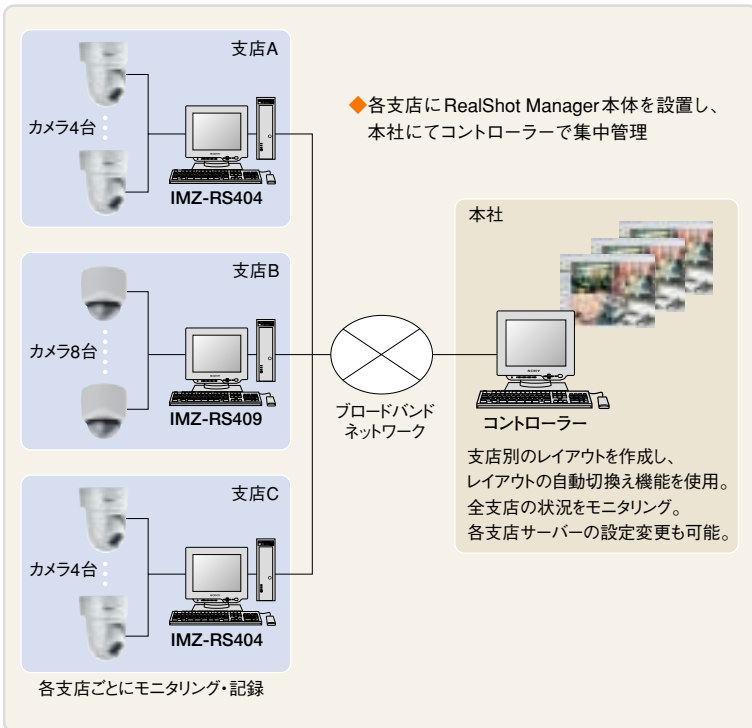 支店A
カメラ4台
IMZ-RS404
◆各支店にRealShot Manager本体を設置し、
本社にてコントローラーで集中管理
支店B
カメラ8台
IMZ-RS409
支店C
カメラ4台
IMZ-RS404
各支店ごとにモニタリング・記録
ブロードバンド
ネットワーク
本社
SONY
コントローラー
支店別のレイアウトを作成し、
レイアウトの自動切換え機能を使用。
全支店の状況をモニタリング。
各支店サーバーの設定変更も可能。